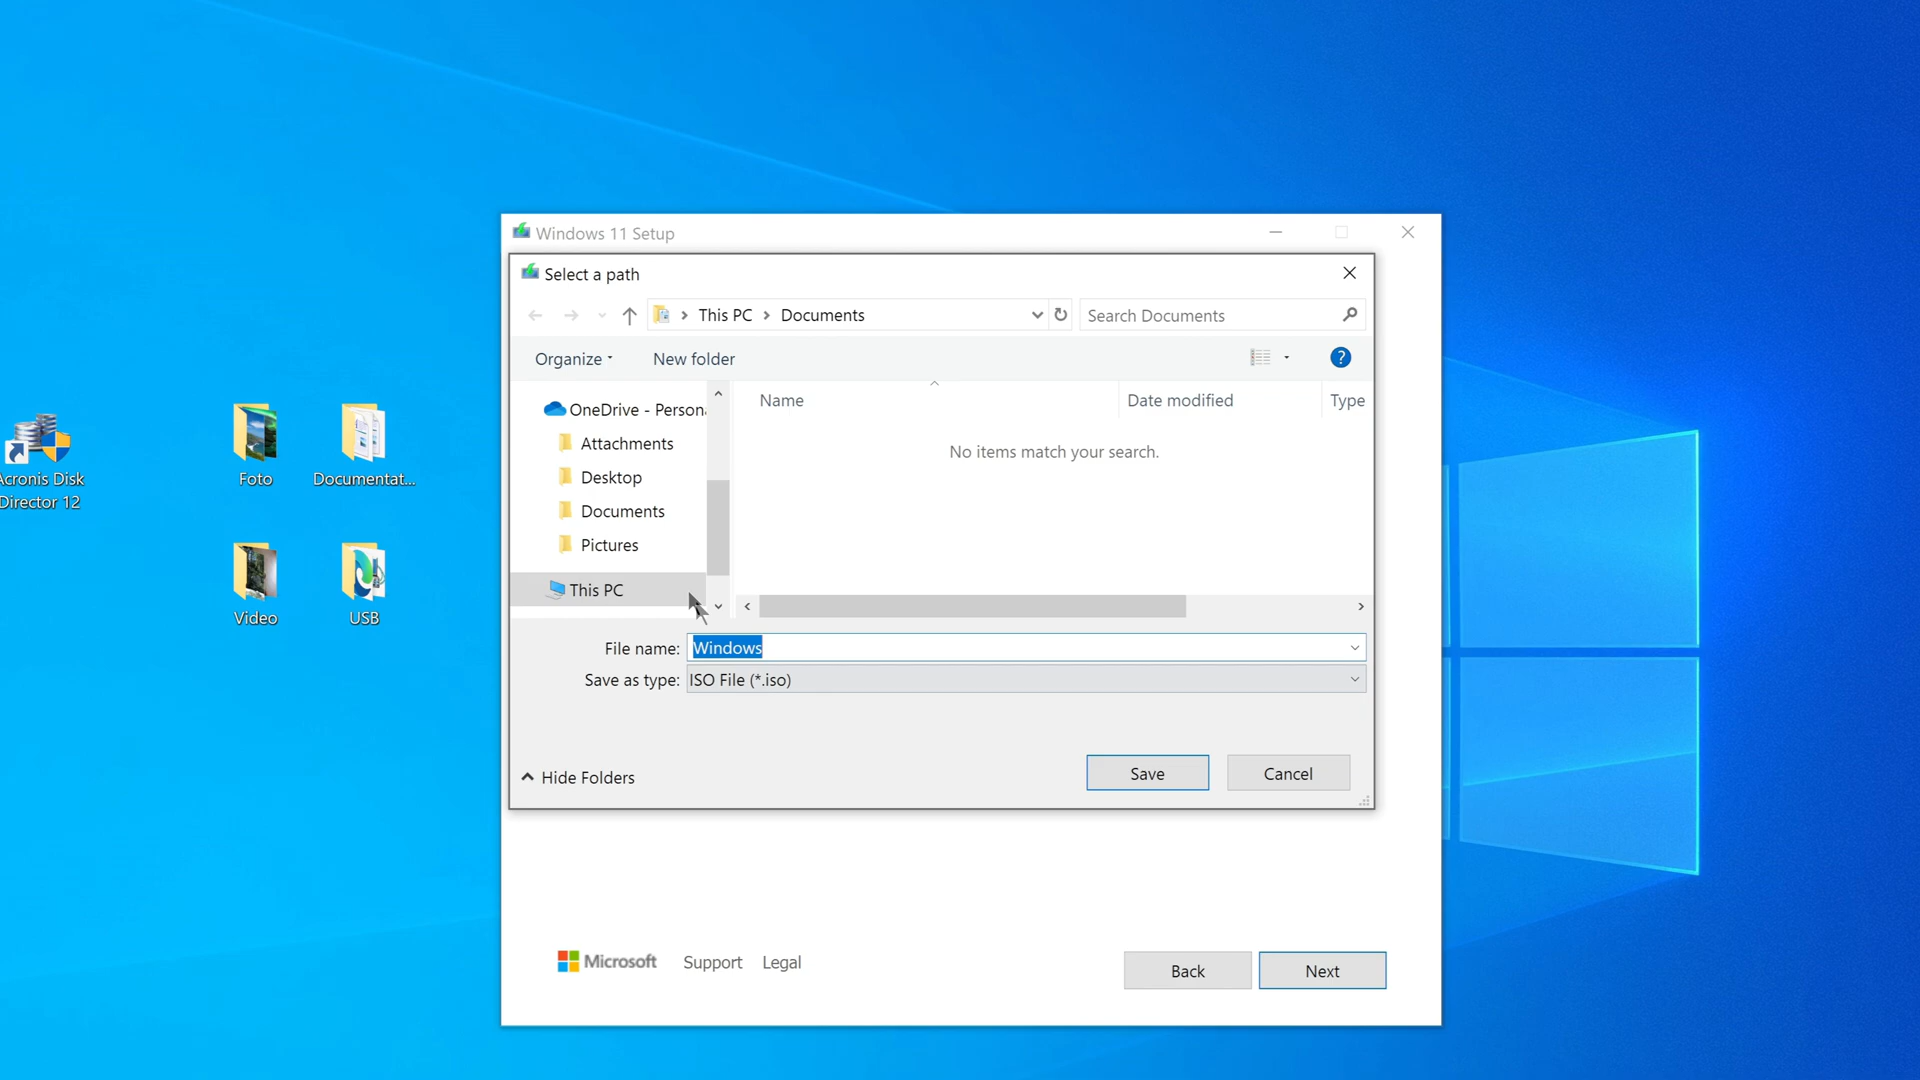 Acronis Disk
Director 12
Foto
Documentat...
Video
USB
Windows 11 Setup
Select a path
This PC
Documents
Search Documents
Organize
New folder
?
Name
Date modified
Type
No items match your search.
OneDrive - Person
Attachments
Desktop
Documents
Pictures
This PC
File name: Windows
Save as type: ISO File (*.iso)
Hide Folders
Save
Cancel
Microsoft
Support
Legal
Back
Next